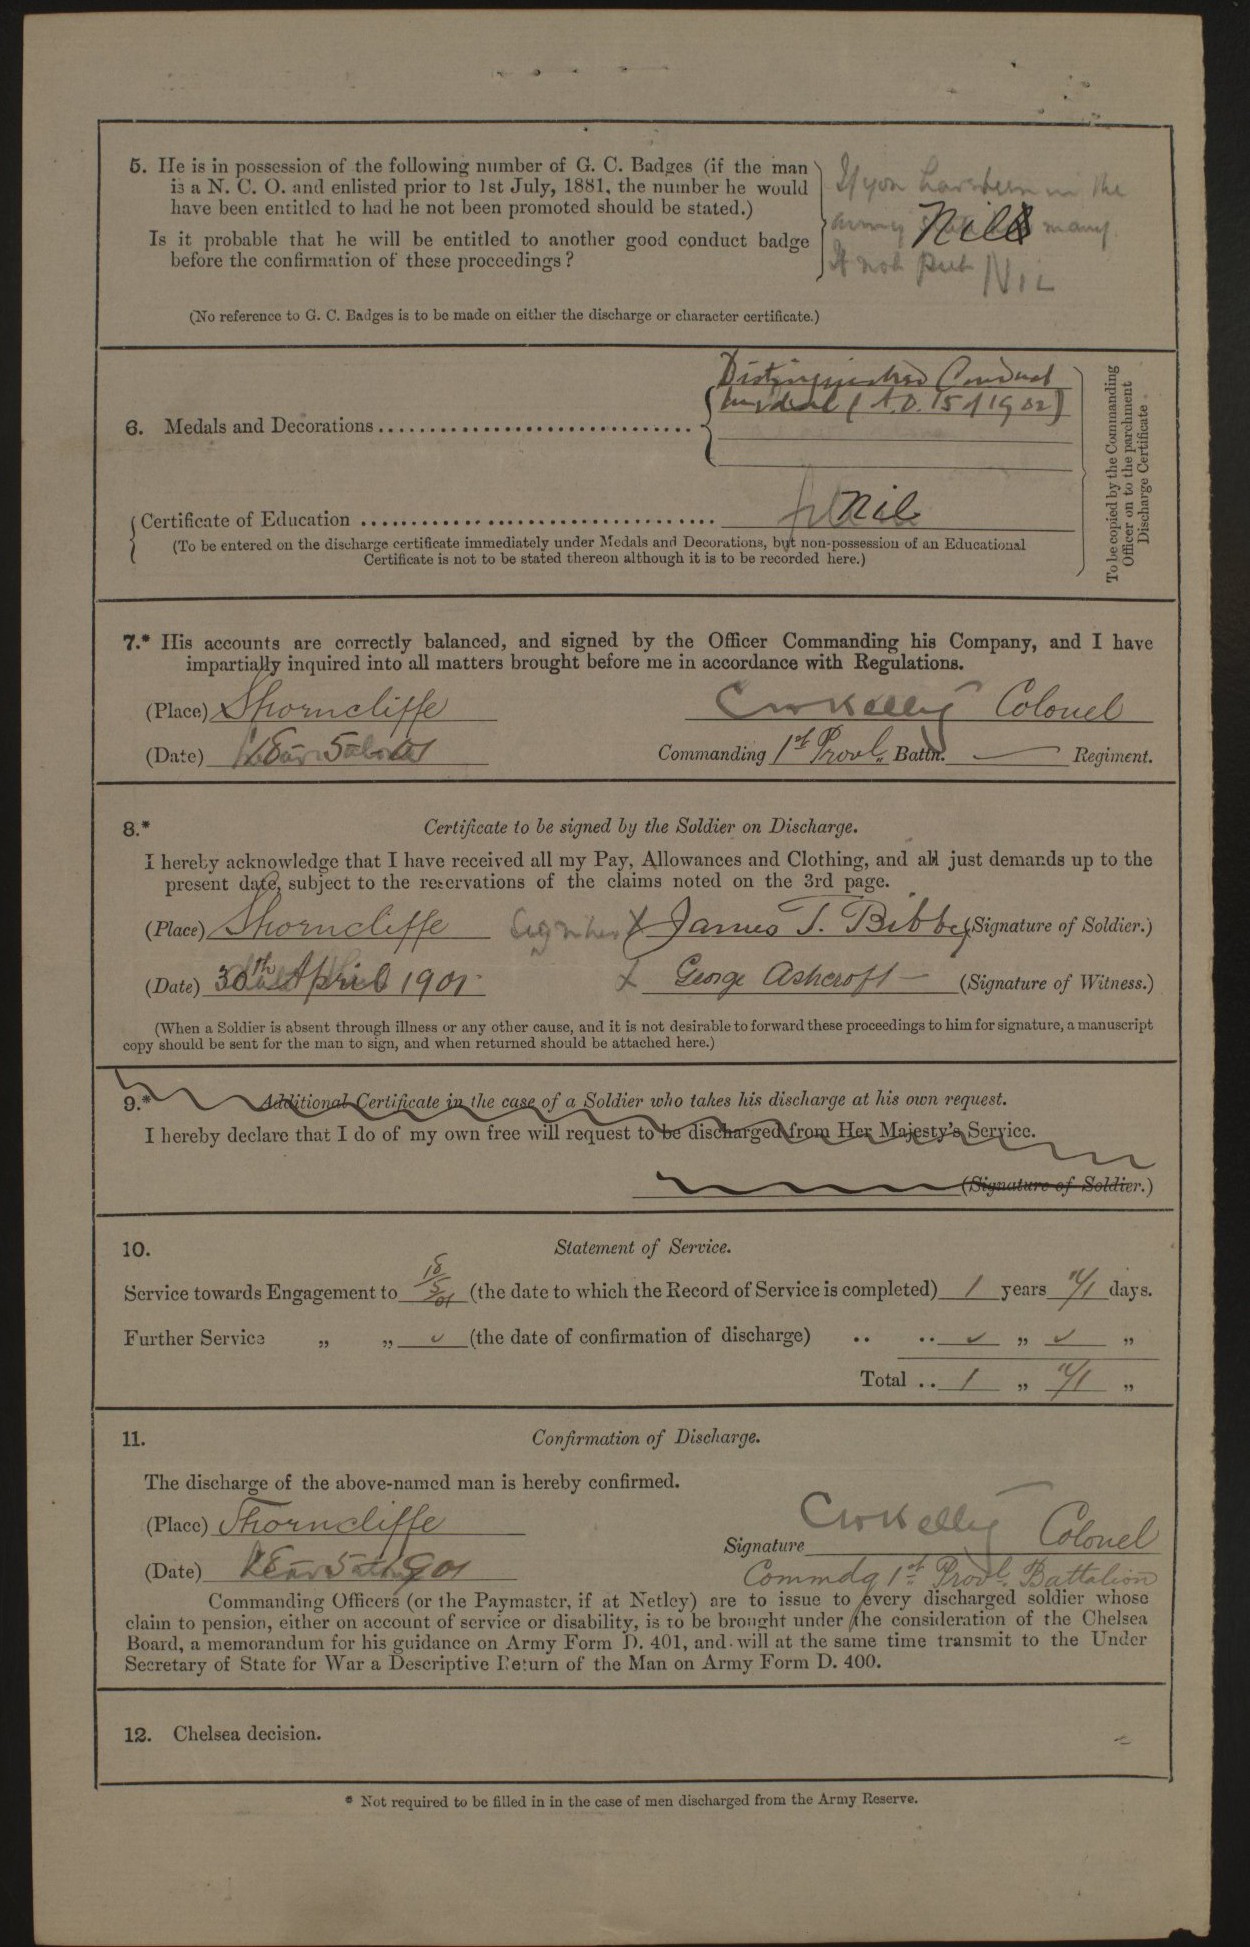 5. He is in possession of the following number of G. C. Badges (if the man
is a N. C. O. and enlisted prior to 1st July, 1881, the number he would
have been entitled to had he not been promoted should be stated.)
Is it probable that he will be entitled to another good conduct badge
before the confirmation of these proceedings?
If you have been in the
army many
Nil
If not put Nil
(No reference to G. C. Badges is to be made on either the discharge or character certificate.)
Distinguished Conduct
Medal (A.O. 15 of 1902)
6. Medals and Decorations
Certificate of Education Nil
(To be entered on the discharge certificate immediately under Medals and Decorations, but non-possession of an Educational
Certificate is not to be stated thereon although it is to be recorded here.)
To be copied by the Commanding
Officer on to the parchment
Discharge Certificate
7.* His accounts are correctly balanced, and signed by the Officer Commanding his Company, and I have
impartially inquired into all matters brought before me in accordance with Regulations.
(Place) Shorncliffe Colonel
(Date) Commanding 1st Provl. Battn. Regiment.
8.* Certificate to be signed by the Soldier on Discharge.
I hereby acknowledge that I have received all my Pay, Allowances and Clothing, and all just demands up to the
present date, subject to the reservations of the claims noted on the 3rd page.
(Place) Shorncliffe X James T. Bibby (Signature of Soldier.)
(Date) 30th April 1901 X George Ashcroft (Signature of Witness.)
(When a Soldier is absent through illness or any other cause, and it is not desirable to forward these proceedings to him for signature, a manuscript
copy should be sent for the man to sign, and when returned should be attached here.)
9.* Additional Certificate in the case of a Soldier who takes his discharge at his own request.
I hereby declare that I do of my own free will request to be discharged from Her Majesty's Service.
(Signature of Soldier.)
10. Statement of Service.
Service towards Engagement to (the date to which the Record of Service is completed) 1 years days.
Further Service „ „ (the date of confirmation of discharge) .. .. „ „
Total .. 1 „ „
11. Confirmation of Discharge.
The discharge of the above-named man is hereby confirmed.
(Place) Shorncliffe
Signature Colonel
(Date) Commdg 1st Provl. Battalion
Commanding Officers (or the Paymaster, if at Netley) are to issue to every discharged soldier whose
claim to pension, either on account of service or disability, is to be brought under the consideration of the Chelsea
Board, a memorandum for his guidance on Army Form D. 401, and will at the same time transmit to the Under
Secretary of State for War a Descriptive Return of the Man on Army Form D. 400.
12. Chelsea decision.
* Not required to be filled in in the case of men discharged from the Army Reserve.